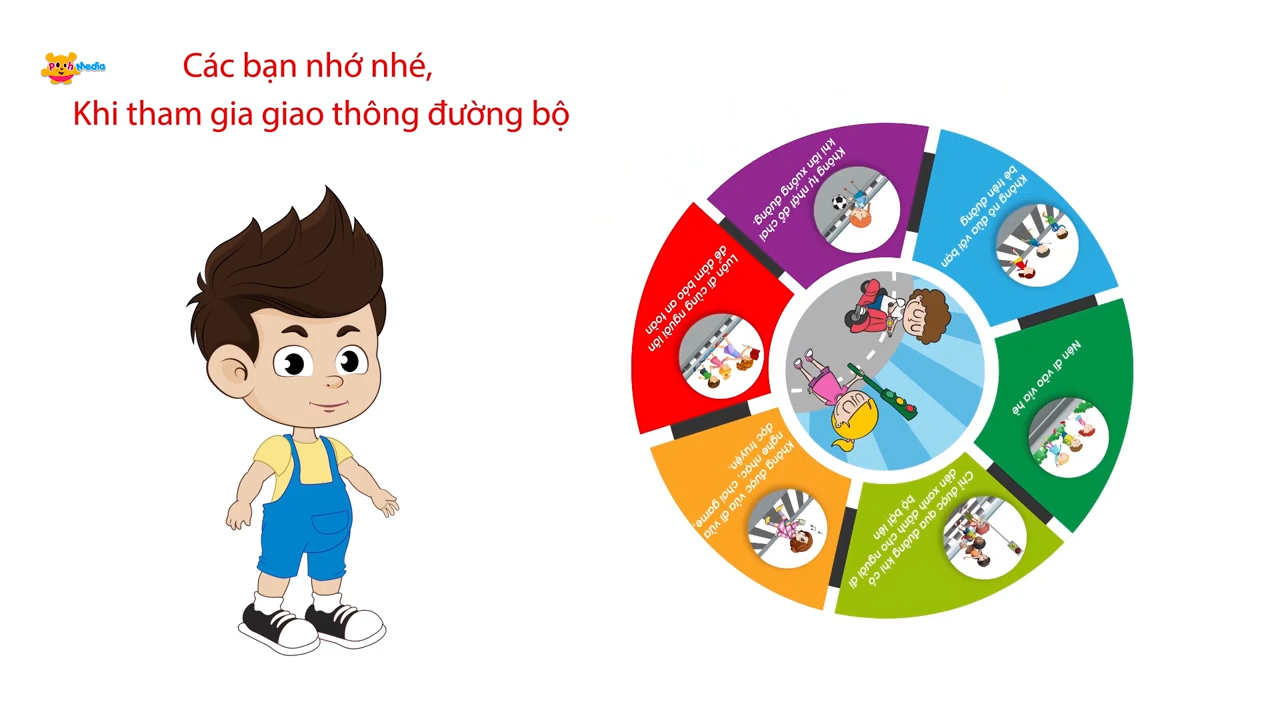 Pooh Media
Các bạn nhớ nhé,
Khi tham gia giao thông đường bộ
Không tự nhặt đồ chơi
khi lăn xuống đường.
Không nô đùa với bạn
bè trên đường
Nên đi vào vỉa hè
Chỉ được qua đường khi có
đèn xanh dành cho người đi
bộ bật lên
Không được vừa đi vừa
nghe nhạc, chơi game,
đọc truyện.
Luôn đi cùng người lớn
để đảm bảo an toàn